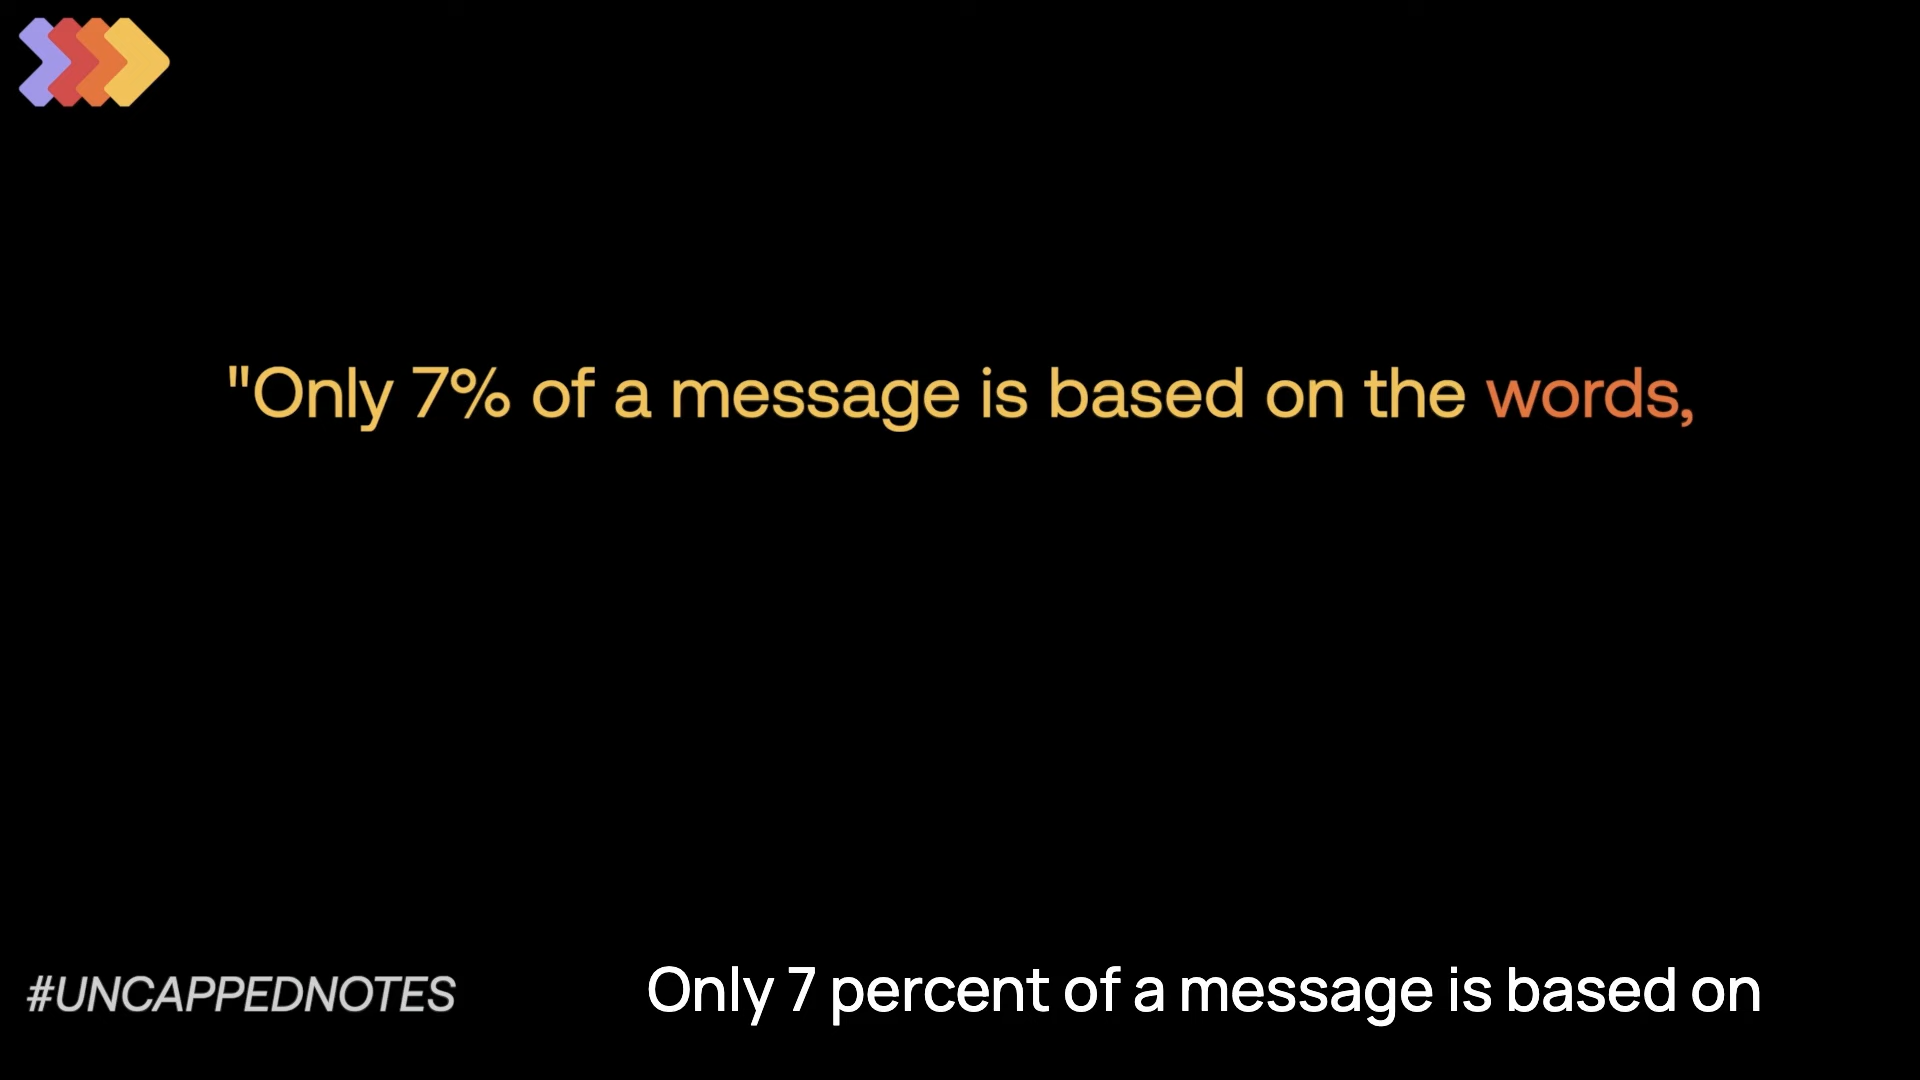 "Only 7% of a message is based on the words,
#UNCAPPEDNOTES
Only 7 percent of a message is based on